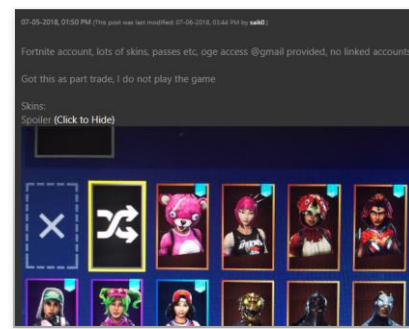 07-05-2018, 01:50 PM (This post was last modified: 07-06-2018, 03:44 PM by saik0.)
Fortnite account, lots of skins, passes etc, oge access @gmail provided, no linked accounts
Got this as part trade, I do not play the game
Skins:
Spoiler (Click to Hide)